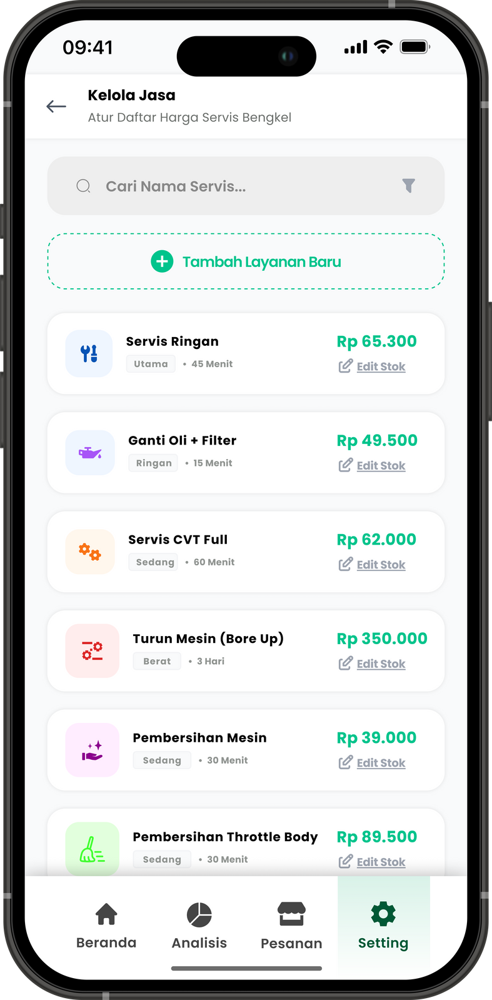 09:41
Kelola Jasa
Atur Daftar Harga Servis Bengkel
Cari Nama Servis...
Tambah Layanan Baru
Servis Ringan
Rp 65.300
Utama • 45 Menit
Edit Stok
Ganti Oli + Filter
Rp 49.500
Ringan • 15 Menit
Edit Stok
Servis CVT Full
Rp 62.000
Sedang • 60 Menit
Edit Stok
Turun Mesin (Bore Up)
Rp 350.000
Berat • 3 Hari
Edit Stok
Pembersihan Mesin
Rp 39.000
Sedang • 30 Menit
Edit Stok
Pembersihan Throttle Body
Rp 89.500
Sedang • 30 Menit
Edit Stok
Beranda
Analisis
Pesanan
Setting